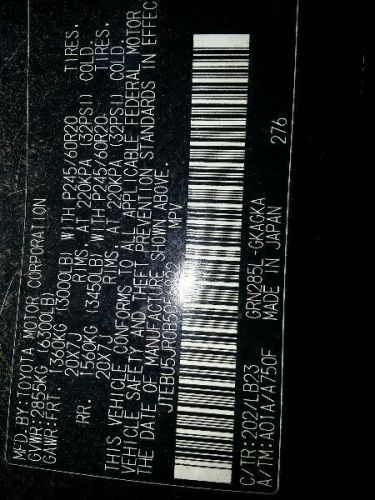 MFD.BY:TOYOTA MOTOR CORPORATION
GVWR:2855KG (6300LB)
GAWR:FRT. 1360KG (3000LB) WITH P245/60R20 TIRES,
20X7J RIMS, AT 220KPA (32PSI) COLD.
RR. 1560KG (3450LB) WITH P245/60R20 TIRES,
20X7J RIMS, AT 220KPA (32PSI) COLD.
THIS VEHICLE CONFORMS TO ALL APPLICABLE FEDERAL MOTOR
VEHICLE SAFETY AND THEFT PREVENTION STANDARDS IN EFFEC
THE DATE OF MANUFACTURE SHOWN ABOVE.
MPV
C/TR:202/LB23 GRN285L-GKAGKA
A/TM:A01A/A750F MADE IN JAPAN 276